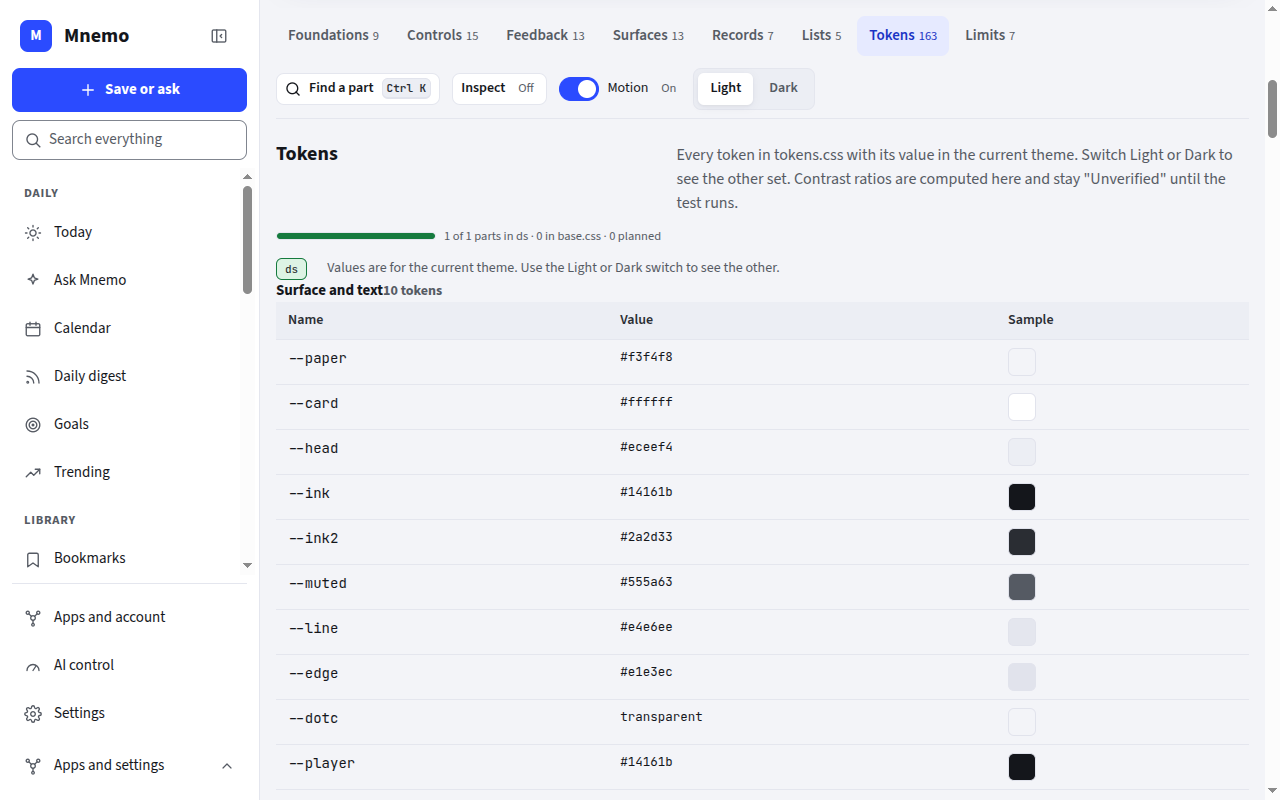 M Mnemo
Save or ask
Search everything
DAILY
Today
Ask Mnemo
Calendar
Daily digest
Goals
Trending
LIBRARY
Bookmarks
Apps and account
AI control
Settings
Apps and settings
Foundations 9 Controls 15 Feedback 13 Surfaces 13 Records 7 Lists 5 Tokens 163 Limits 7
Find a part Ctrl K Inspect Off Motion On Light Dark
Tokens
Every token in tokens.css with its value in the current theme. Switch Light or Dark to
see the other set. Contrast ratios are computed here and stay "Unverified" until the
test runs.
1 of 1 parts in ds · 0 in base.css · 0 planned
ds Values are for the current theme. Use the Light or Dark switch to see the other.
Surface and text10 tokens
Name Value Sample
--paper #f3f4f8
--card #ffffff
--head #eceef4
--ink #14161b
--ink2 #2a2d33
--muted #555a63
--line #e4e6ee
--edge #e1e3ec
--dotc transparent
--player #14161b